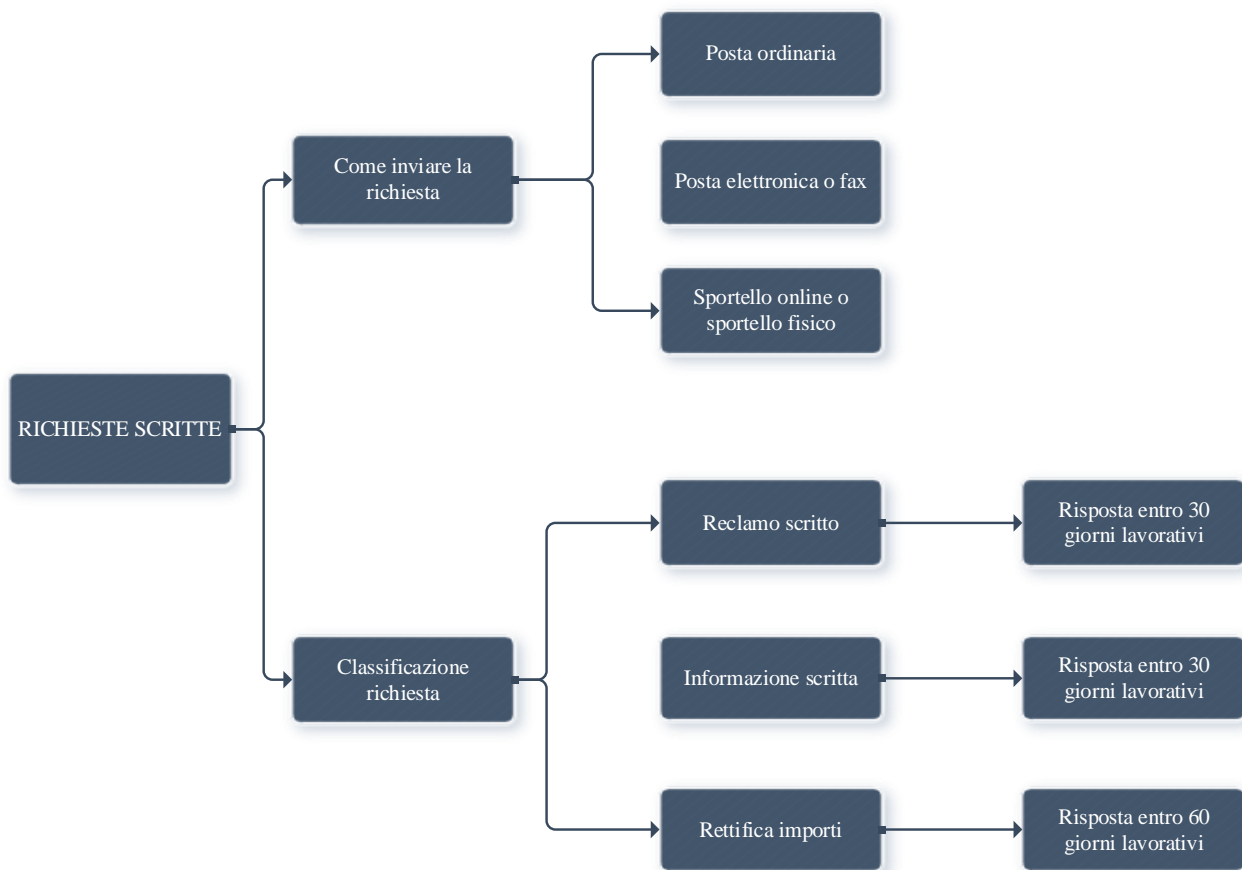 RICHIESTE SCRITTE
Come inviare la
richiesta
Posta ordinaria
Posta elettronica o fax
Sportello online o
sportello fisico
Classificazione
richiesta
Reclamo scritto
Risposta entro 30
giorni lavorativi
Informazione scritta
Risposta entro 30
giorni lavorativi
Rettifica importi
Risposta entro 60
giorni lavorativi